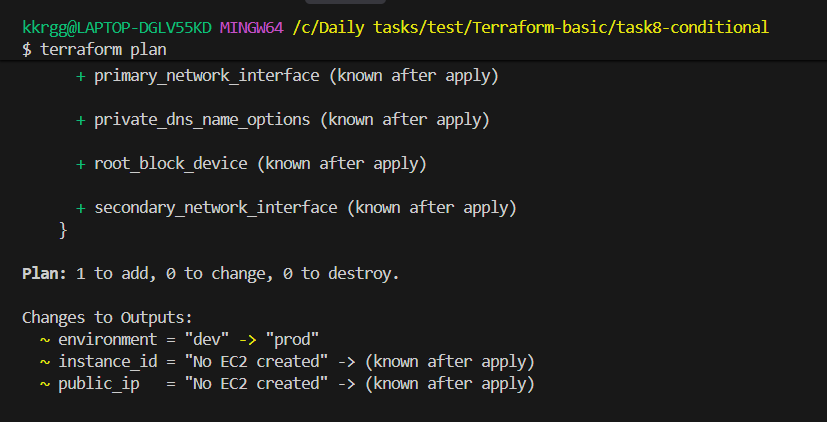 kkrgg@LAPTOP-DGLV55KD MINGW64 /c/Daily tasks/test/Terraform-basic/task8-conditional
$ terraform plan
+ primary_network_interface (known after apply)
+ private_dns_name_options (known after apply)
+ root_block_device (known after apply)
+ secondary_network_interface (known after apply)
}
Plan: 1 to add, 0 to change, 0 to destroy.
Changes to Outputs:
~ environment = "dev" -> "prod"
~ instance_id = "No EC2 created" -> (known after apply)
~ public_ip   = "No EC2 created" -> (known after apply)